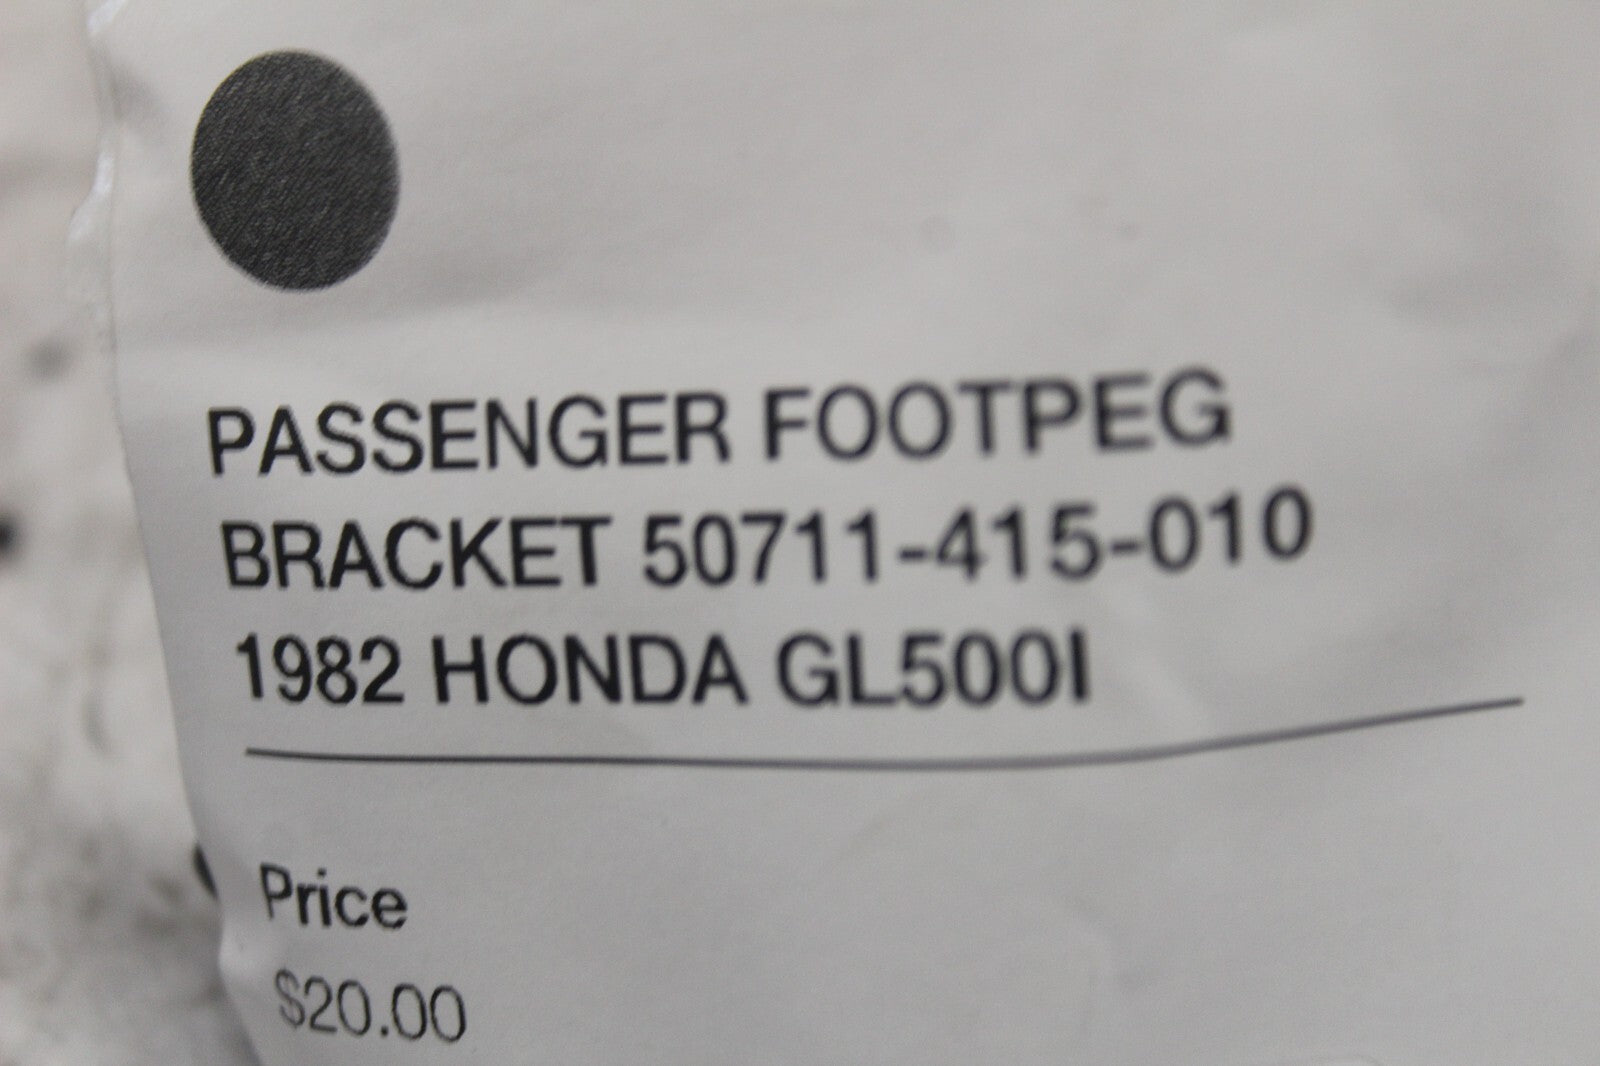 PASSENGER FOOTPEG
BRACKET 50711-415-010
1982 HONDA GL500I
Price
$20.00